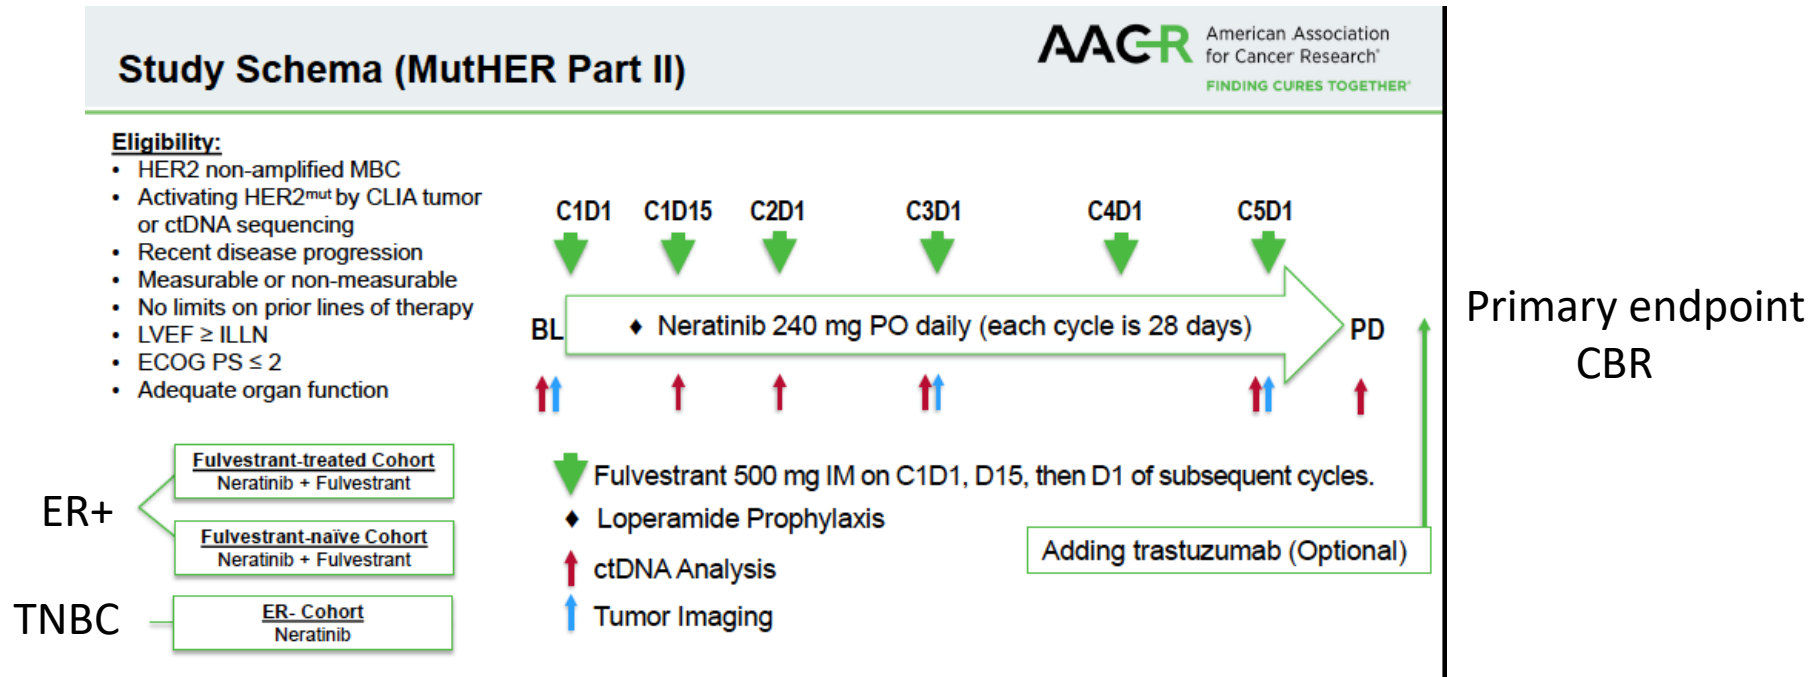 Study Schema (MutHER Part II)
AACR American Association
for Cancer Research®
FINDING CURES TOGETHER®
Eligibility:
• HER2 non-amplified MBC
• Activating HER2mut by CLIA tumor
or ctDNA sequencing
• Recent disease progression
• Measurable or non-measurable
• No limits on prior lines of therapy
• LVEF ≥ ILLN
• ECOG PS ≤ 2
• Adequate organ function
C1D1 C1D15 C2D1 C3D1 C4D1 C5D1
BL ♦ Neratinib 240 mg PO daily (each cycle is 28 days) PD
Primary endpoint
CBR
ER+
Fulvestrant-treated Cohort
Neratinib + Fulvestrant
Fulvestrant-naïve Cohort
Neratinib + Fulvestrant
TNBC
ER- Cohort
Neratinib
Fulvestrant 500 mg IM on C1D1, D15, then D1 of subsequent cycles.
♦ Loperamide Prophylaxis
ctDNA Analysis
Tumor Imaging
Adding trastuzumab (Optional)